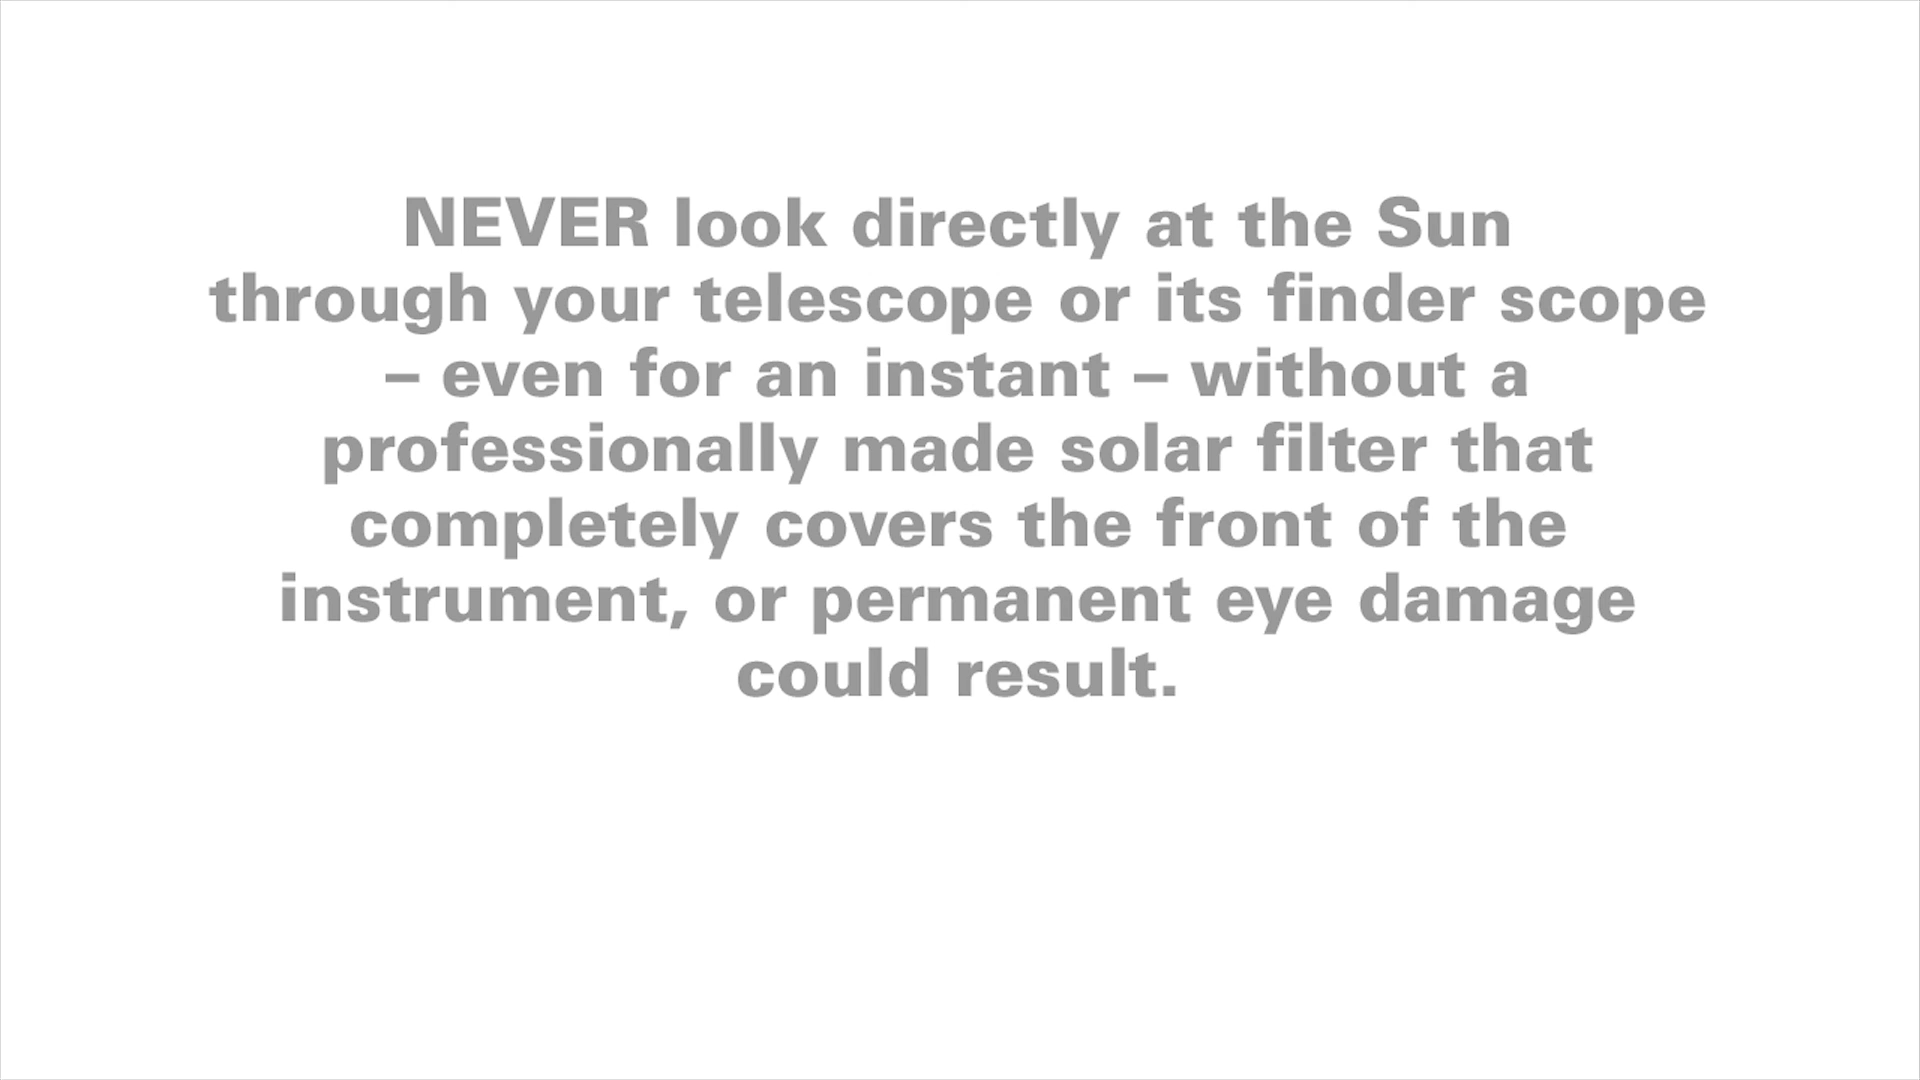 NEVER look directly at the Sun
through your telescope or its finder scope
– even for an instant – without a
professionally made solar filter that
completely covers the front of the
instrument, or permanent eye damage
could result.